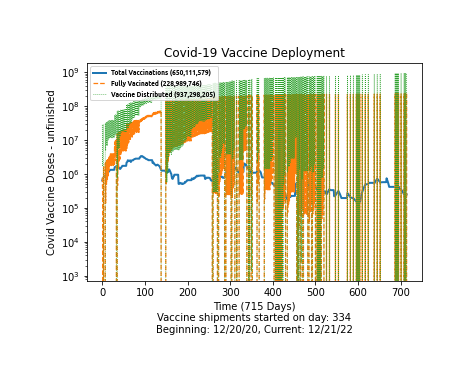 Covid-19 Vaccine Deployment
Total Vaccinations (650,111,579)
Fully Vacinated (228,989,746)
Vaccine Distributed (937,298,205)
Covid Vaccine Doses - unfinished
10⁹
10⁸
10⁷
10⁶
10⁵
10⁴
10³
0 100 200 300 400 500 600 700
Time (715 Days)
Vaccine shipments started on day: 334
Beginning: 12/20/20, Current: 12/21/22